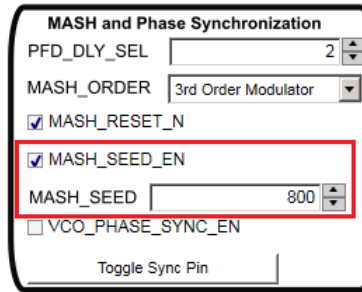 MASH and Phase Synchronization
PFD_DLY_SEL 2
MASH_ORDER 3rd Order Modulator
MASH_RESET_N
MASH_SEED_EN
MASH_SEED 800
VCO_PHASE_SYNC_EN
Toggle Sync Pin